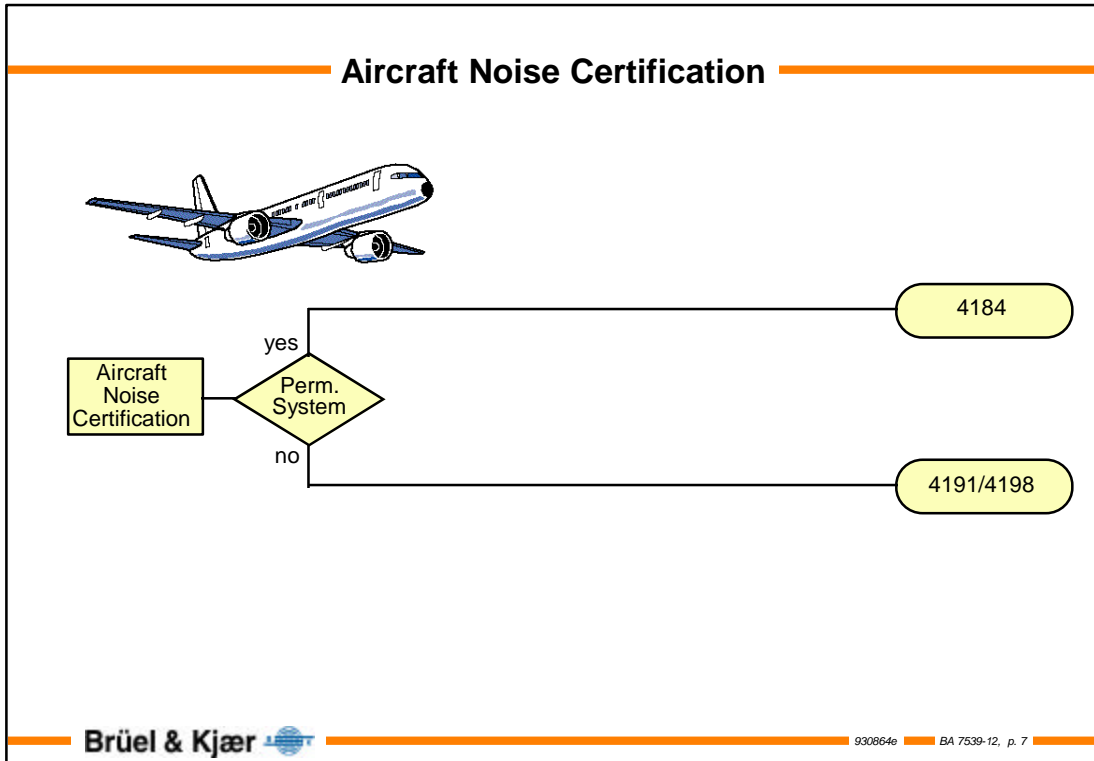 Aircraft Noise Certification
4184
yes
Aircraft
Noise
Certification
Perm.
System
no
4191/4198
Brüel & Kjær
930864e
BA 7539-12, p. 7